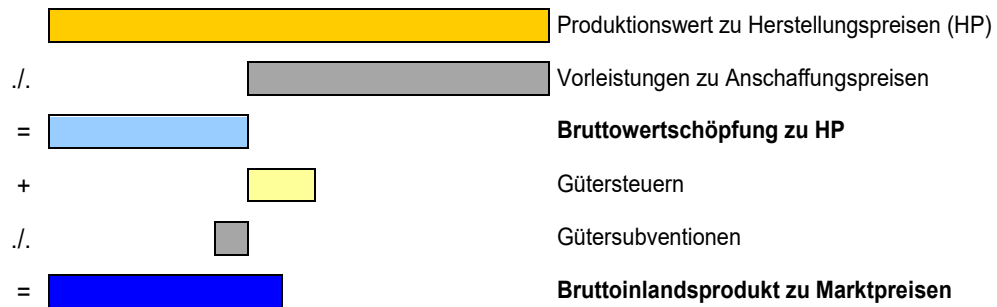 Produktionswert zu Herstellungspreisen (HP)
./. Vorleistungen zu Anschaffungspreisen
= Bruttowertschöpfung zu HP
+ Gütersteuern
./. Gütersubventionen
= Bruttoinlandsprodukt zu Marktpreisen